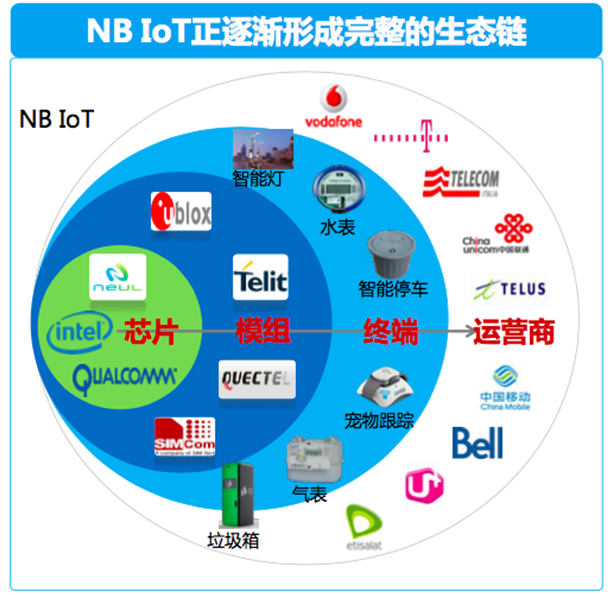 NB IoT正逐渐形成完整的生态链
NB IoT
vodafone
T
智能灯
TELECOM
ITALIA
ublox
水表
China
unicom中国联通
neul
Telit
智能停车
TELUS
intel
芯片
模组
终端
运营商
QUALCOMM
QUECTEL
中国移动
China Mobile
宠物跟踪
SIMCom
A company of SIM Tech
Bell
气表
U+
垃圾箱
etisalat